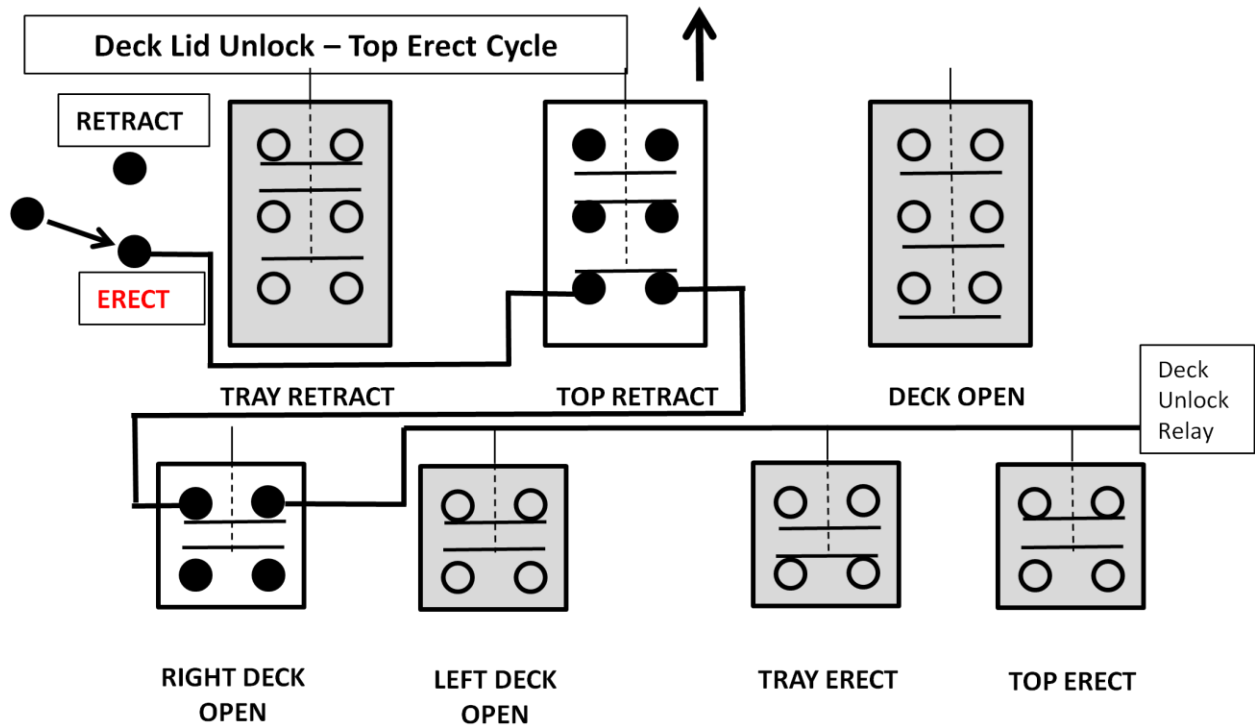 Deck Lid Unlock – Top Erect Cycle
RETRACT
ERECT
TRAY RETRACT
TOP RETRACT
DECK OPEN
Deck
Unlock
Relay
RIGHT DECK
OPEN
LEFT DECK
OPEN
TRAY ERECT
TOP ERECT